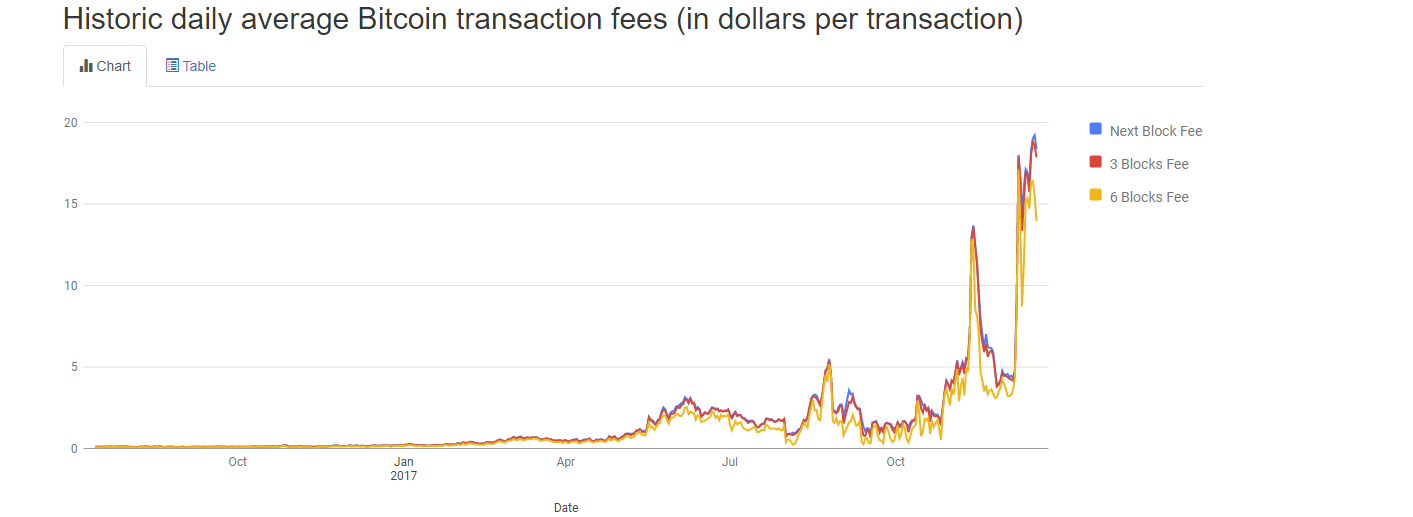 Historic daily average Bitcoin transaction fees (in dollars per transaction)
Chart Table
20
15
10
5
0
Next Block Fee
3 Blocks Fee
6 Blocks Fee
Oct Jan Apr Jul Oct
2017
Date